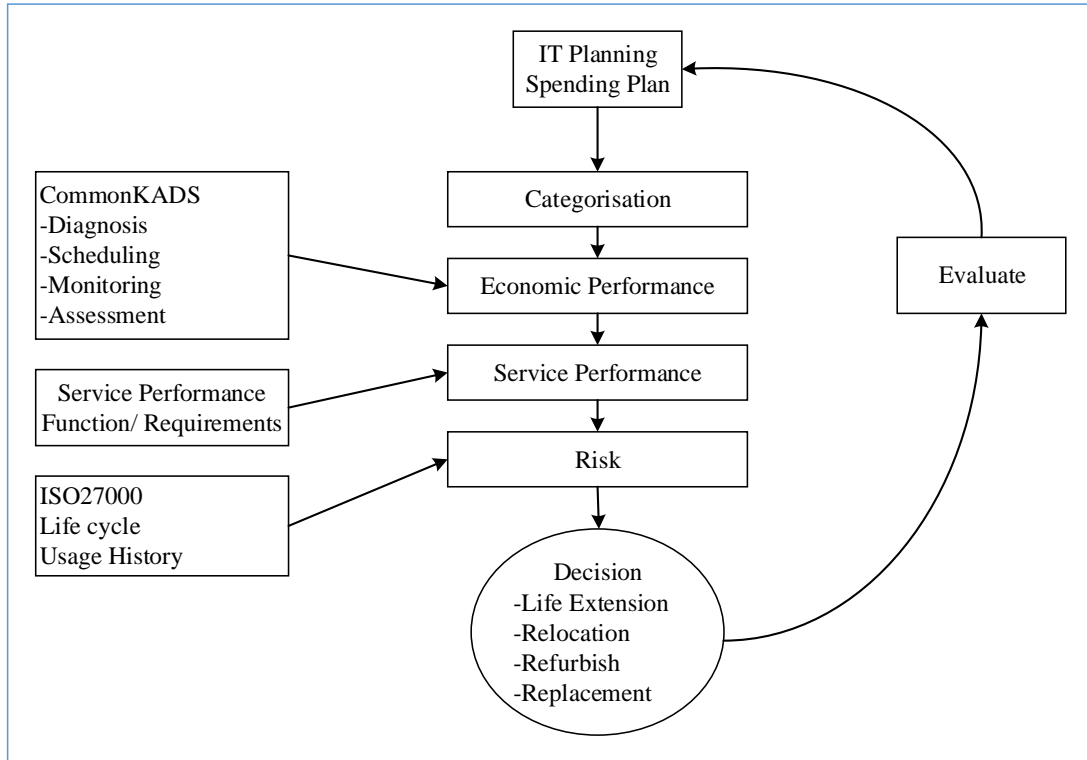 IT Planning
Spending Plan
CommonKADS
-Diagnosis
-Scheduling
-Monitoring
-Assessment
Categorisation
Economic Performance
Evaluate
Service Performance
Function/ Requirements
Service Performance
Risk
ISO27000
Life cycle
Usage History
Decision
-Life Extension
-Relocation
-Refurbish
-Replacement